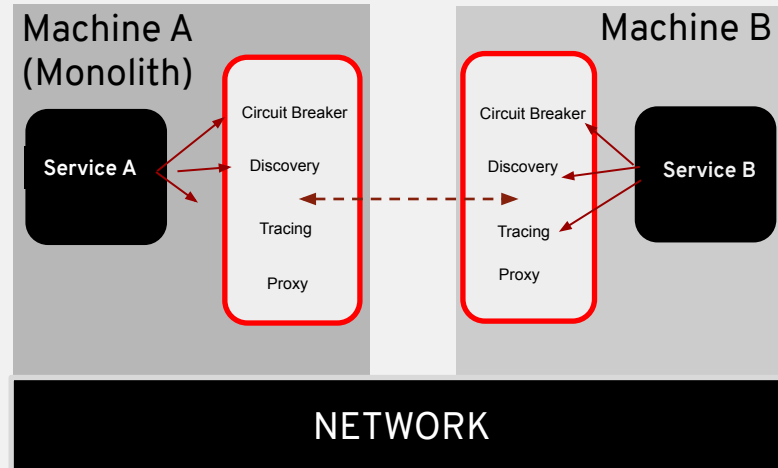 Machine A
(Monolith)
Service A
Circuit Breaker
Discovery
Tracing
Proxy
Machine B
Circuit Breaker
Discovery
Tracing
Proxy
Service B
NETWORK